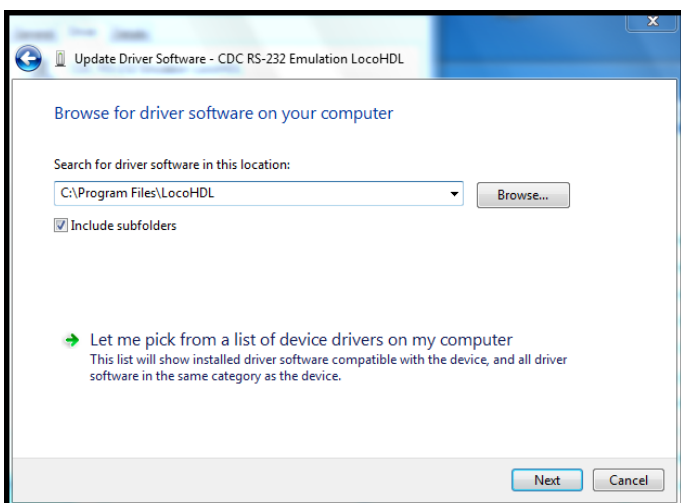 Update Driver Software - CDC RS-232 Emulation LocoHDL
Browse for driver software on your computer
Search for driver software in this location:
C:\Program Files\LocoHDL
Browse...
Include subfolders
Let me pick from a list of device drivers on my computer
This list will show installed driver software compatible with the device, and all driver
software in the same category as the device.
Next
Cancel